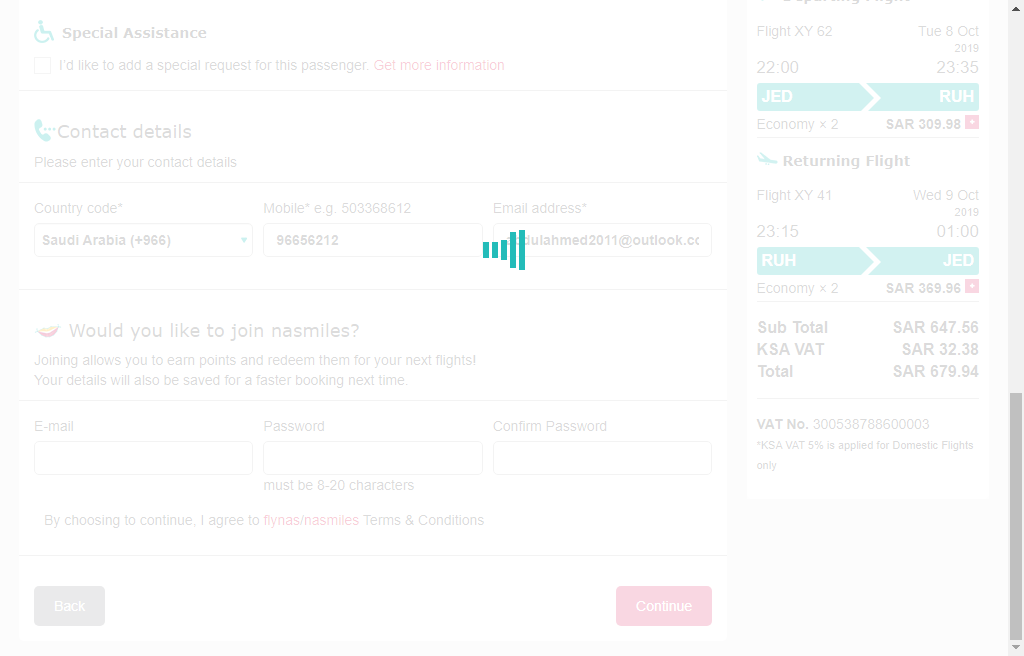 Special Assistance
I'd like to add a special request for this passenger. Get more information
Contact details
Please enter your contact details
Country code*
Mobile* e.g. 503368612
Email address*
Saudi Arabia (+966)
96656212
Would you like to join nasmiles?
Joining allows you to earn points and redeem them for your next flights!
Your details will also be saved for a faster booking next time.
E-mail
Password
Confirm Password
must be 8-20 characters
By choosing to continue, I agree to flynas/nasmiles Terms & Conditions
Back
Continue
Departing Flight
Flight XY 62
Tue 8 Oct
2019
22:00
23:35
JED
RUH
Economy × 2
SAR 309.98 +
Returning Flight
Flight XY 41
Wed 9 Oct
2019
23:15
01:00
RUH
JED
Economy × 2
SAR 369.96 +
Sub Total
SAR 647.56
KSA VAT
SAR 32.38
Total
SAR 679.94
VAT No. 300538788600003
*KSA VAT 5% is applied for Domestic Flights
only